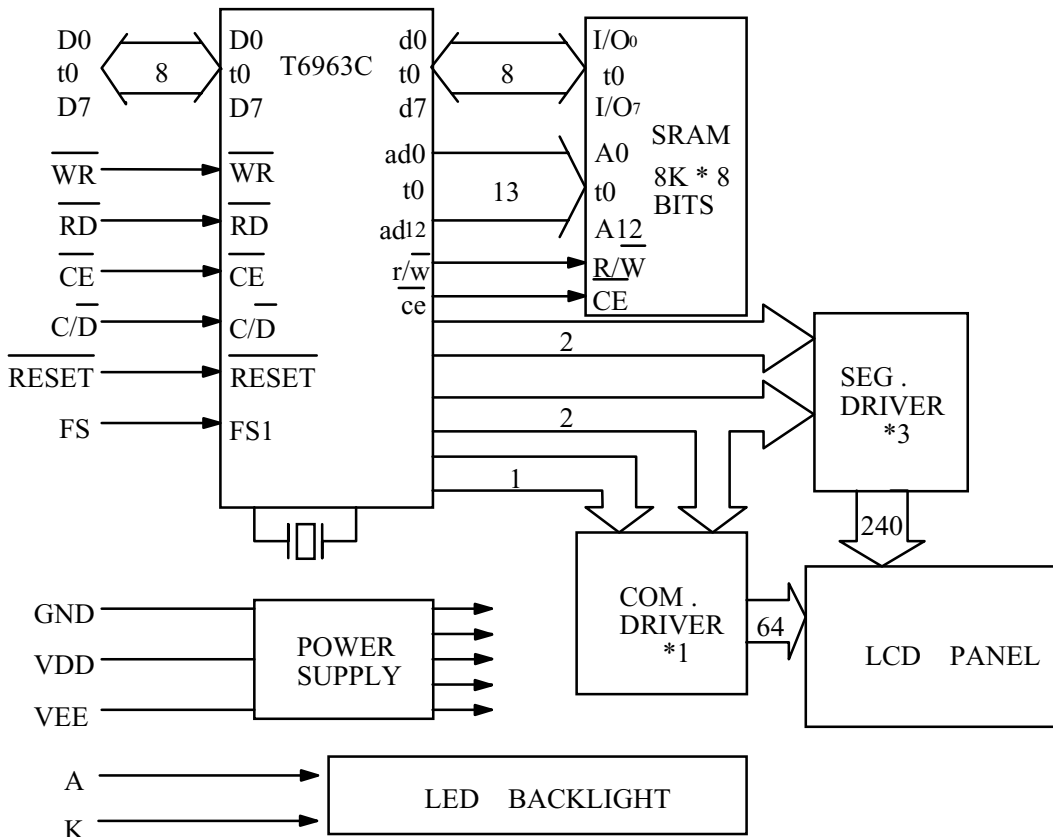 D0
t0
D7
8
D0
t0
D7
T6963C
d0
t0
d7
8
I/O0
t0
I/O7
SRAM
8K * 8
BITS
WR
WR
ad0
t0
ad12
13
A0
t0
A12
RD
RD
CE
CE
r/w
R/W
ce
CE
C/D
C/D
RESET
RESET
FS
FS1
2
2
1
SEG .
DRIVER
*3
240
COM .
DRIVER
*1
64
LCD PANEL
GND
VDD
VEE
POWER
SUPPLY
A
K
LED BACKLIGHT